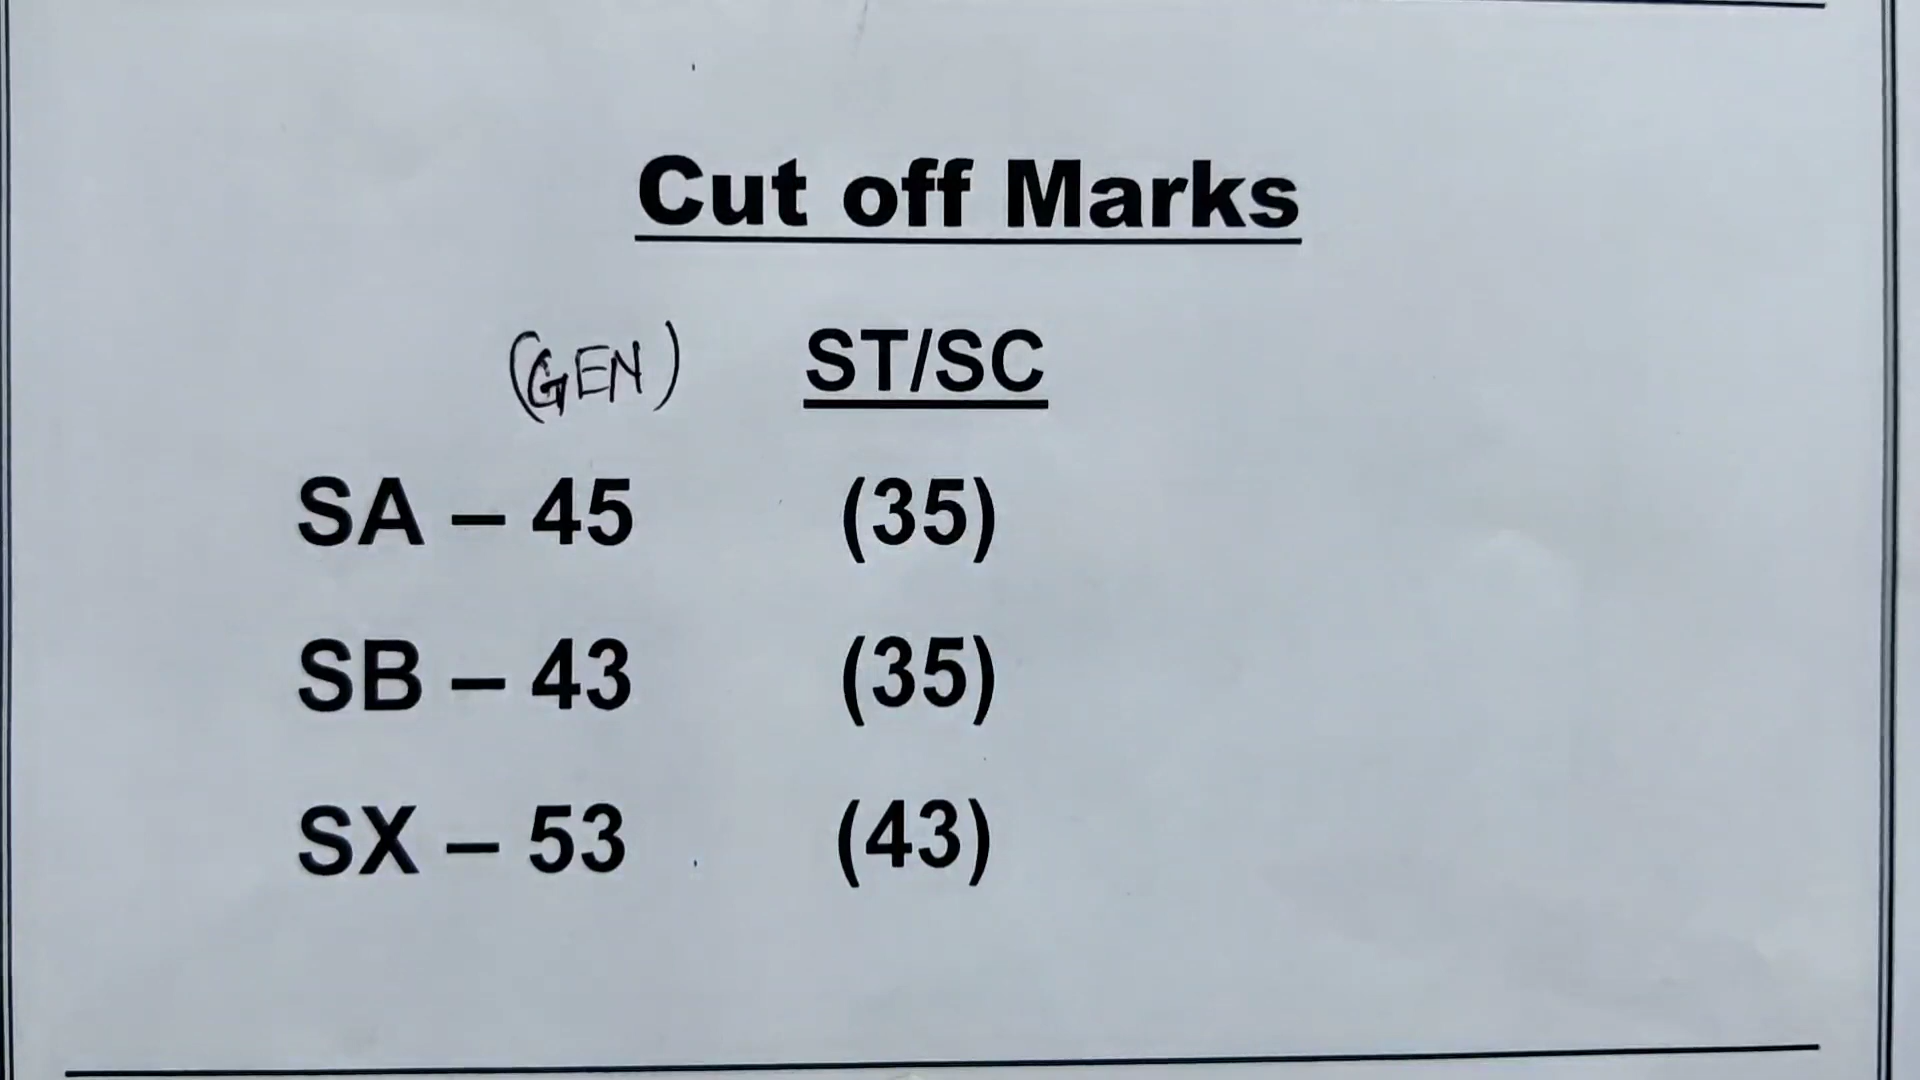 Cut off Marks
(GEN) ST/SC
SA – 45 (35)
SB – 43 (35)
SX – 53 (43)